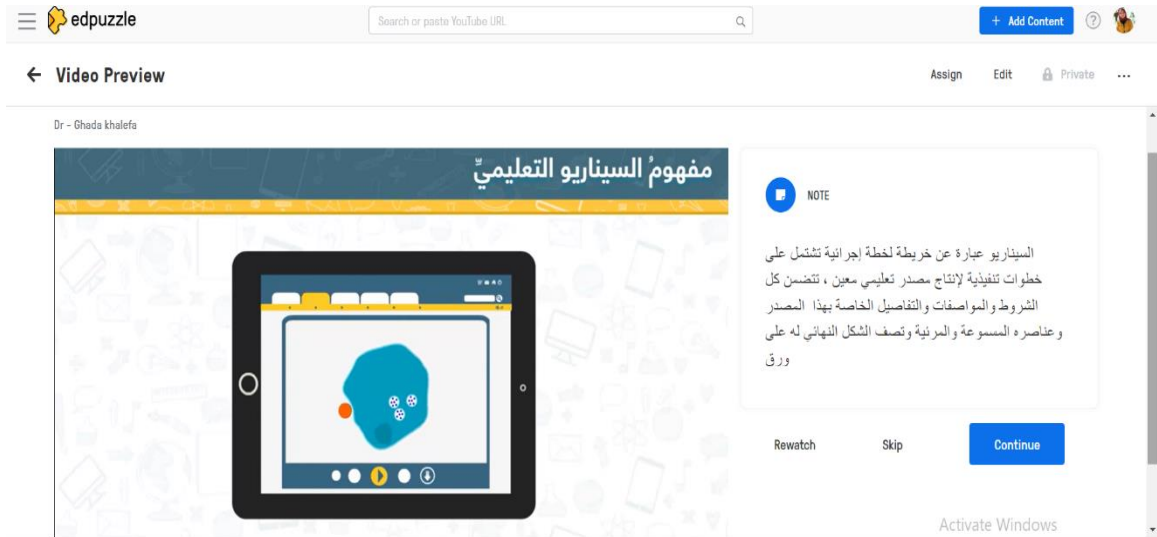 edpuzzle
Search or paste YouTube URL
+ Add Content
?
← Video Preview
Assign
Edit
Private
...
Dr - Ghada khalefa
مفهومُ السيناريو التعليميِّ
NOTE
السيناريو عبارة عن خريطة لخطة إجرائية تشتمل على
خطوات تنفيذية لإنتاج مصدر تعليمي معين ، تتضمن كل
الشروط والمواصفات والتفاصيل الخاصة بهذا المصدر
وعناصره المسموعة والمرئية وتصف الشكل النهائي له على
ورق
Rewatch
Skip
Continue
Activate Windows